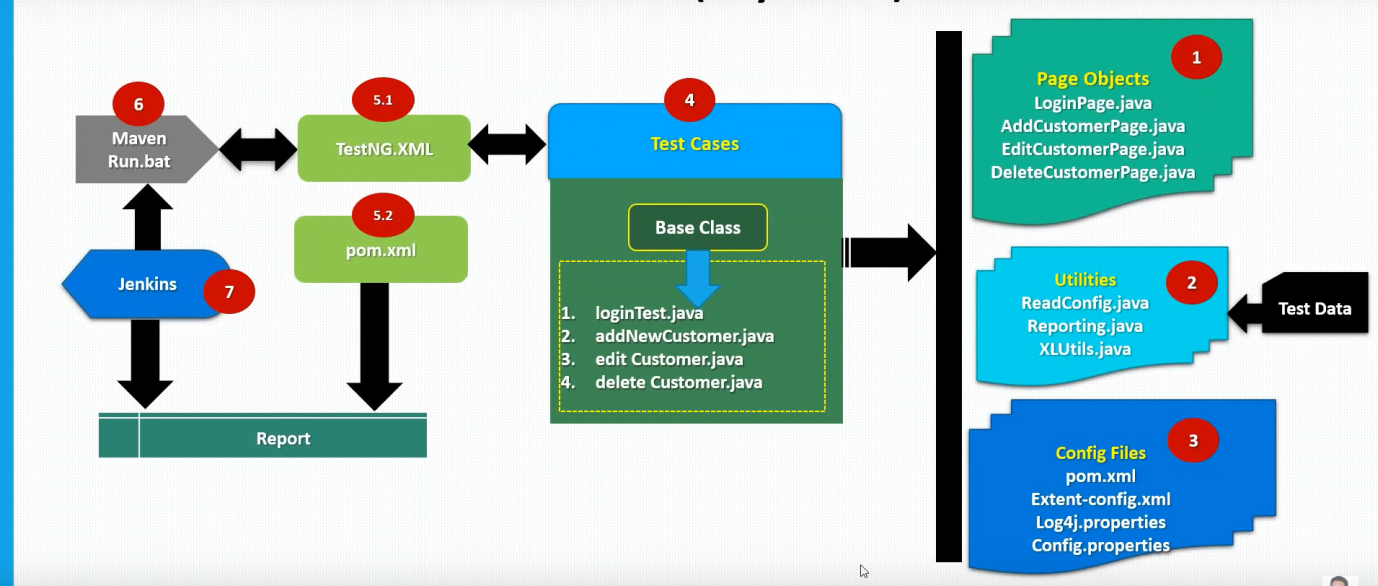 6
Maven
Run.bat
5.1
TestNG.XML
5.2
pom.xml
Jenkins
7
Report
4
Test Cases
Base Class
1. loginTest.java
2. addNewCustomer.java
3. edit Customer.java
4. delete Customer.java
1
Page Objects
LoginPage.java
AddCustomerPage.java
EditCustomerPage.java
DeleteCustomerPage.java
2
Utilities
ReadConfig.java
Reporting.java
XLUtils.java
Test Data
3
Config Files
pom.xml
Extent-config.xml
Log4j.properties
Config.properties